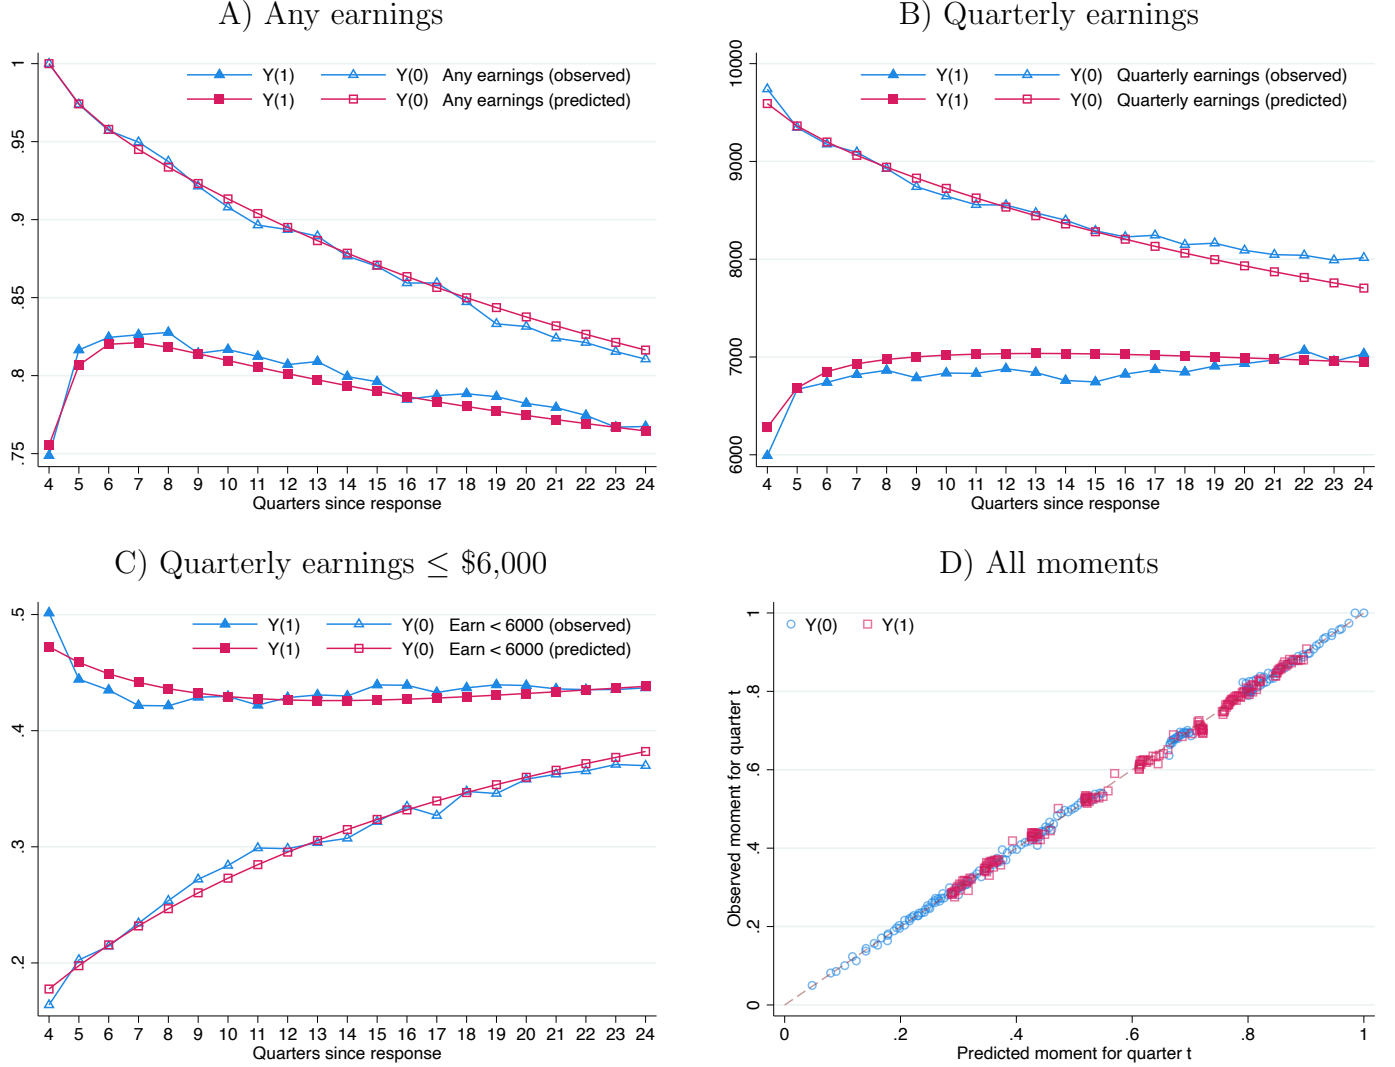 A) Any earnings
Y(1) Y(0) Any earnings (observed)
Y(1) Y(0) Any earnings (predicted)
1
.95
.9
.85
.8
.75
4 5 6 7 8 9 10 11 12 13 14 15 16 17 18 19 20 21 22 23 24
Quarters since response
B) Quarterly earnings
Y(1) Y(0) Quarterly earnings (observed)
Y(1) Y(0) Quarterly earnings (predicted)
10000
9000
8000
7000
6000
4 5 6 7 8 9 10 11 12 13 14 15 16 17 18 19 20 21 22 23 24
Quarters since response
C) Quarterly earnings ≤ $6,000
Y(1) Y(0) Earn < 6000 (observed)
Y(1) Y(0) Earn < 6000 (predicted)
.5
.4
.3
.2
4 5 6 7 8 9 10 11 12 13 14 15 16 17 18 19 20 21 22 23 24
Quarters since response
D) All moments
Y(0) Y(1)
Observed moment for quarter t
1
.8
.6
.4
.2
0
0 .2 .4 .6 .8 1
Predicted moment for quarter t